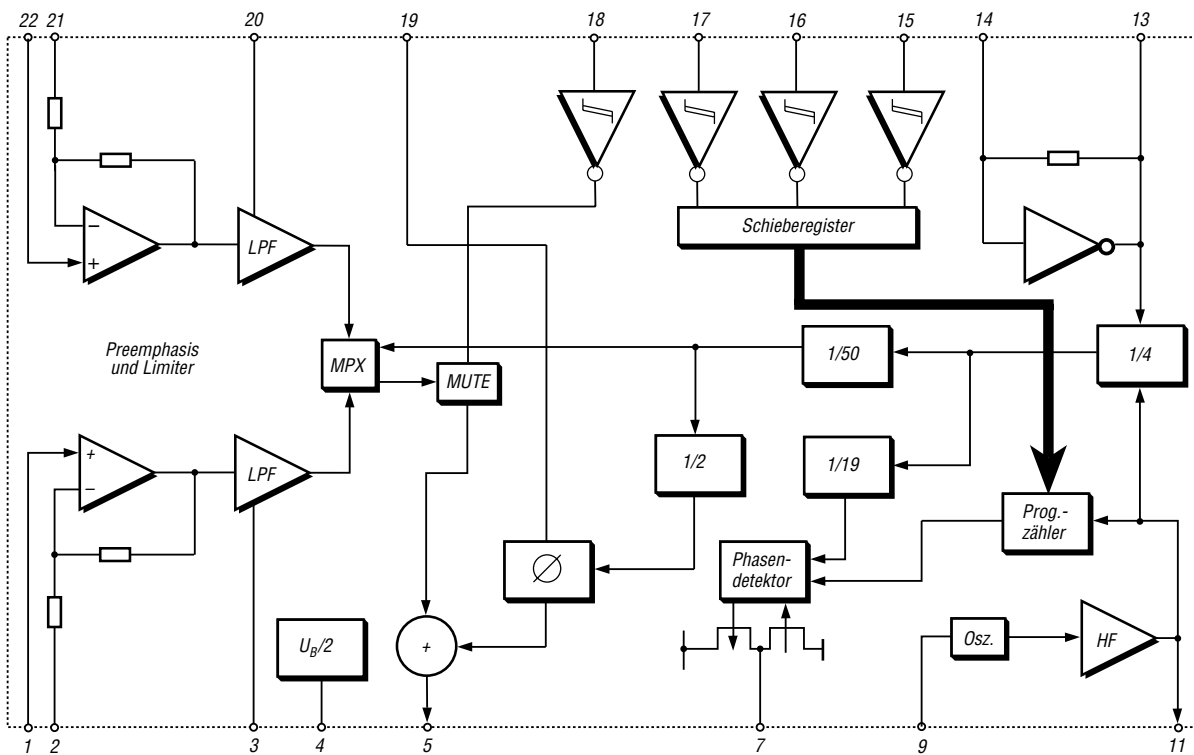 22 21 20 19 18 17 16 15 14 13
Schieberegister
− 
+
LPF
Preemphasis
und Limiter
MPX
MUTE
1/50
1/4
+
−
LPF
1/2
1/19
Prog.-
zähler
∅
Phasen-
detektor
U_B/2
+
Osz.
HF
1 2 3 4 5 7 9 11